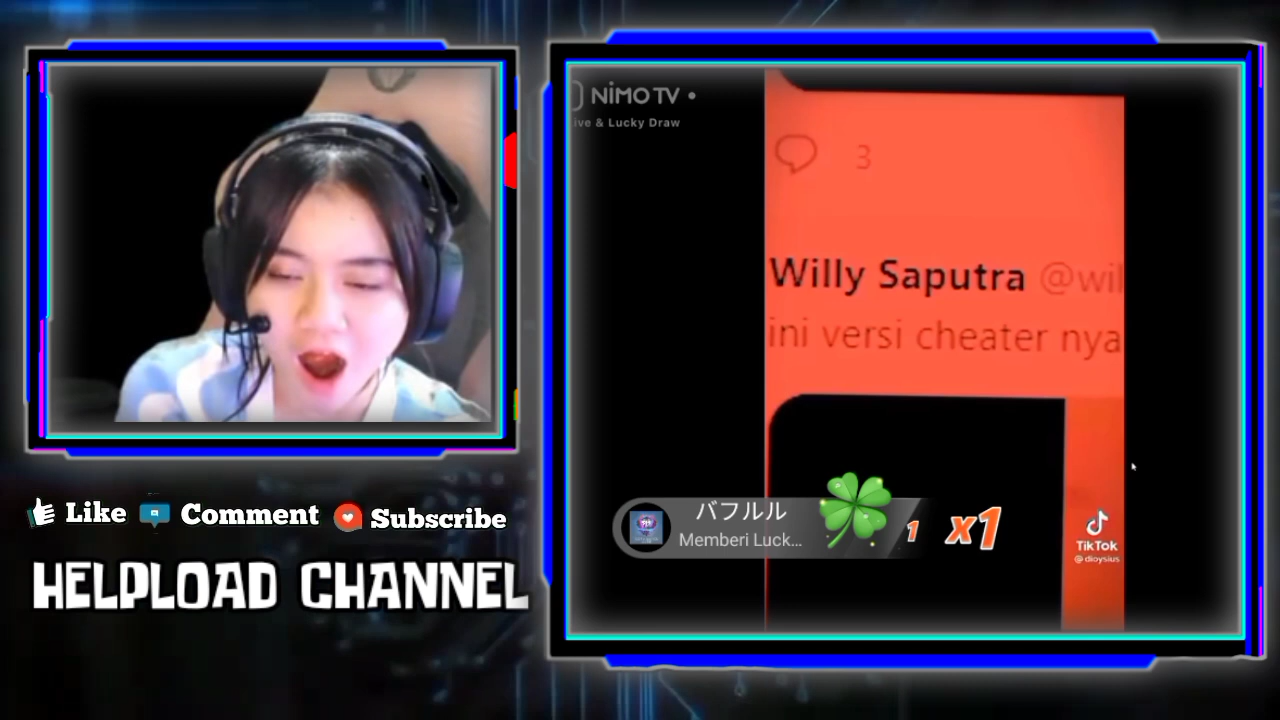 NIMO TV
ive & Lucky Draw
3
Willy Saputra @wil
ini versi cheater nya
バフルル
Memberi Luck...
1 x1
TikTok
@dioysius
Like Comment Subscribe
HELPLOAD CHANNEL